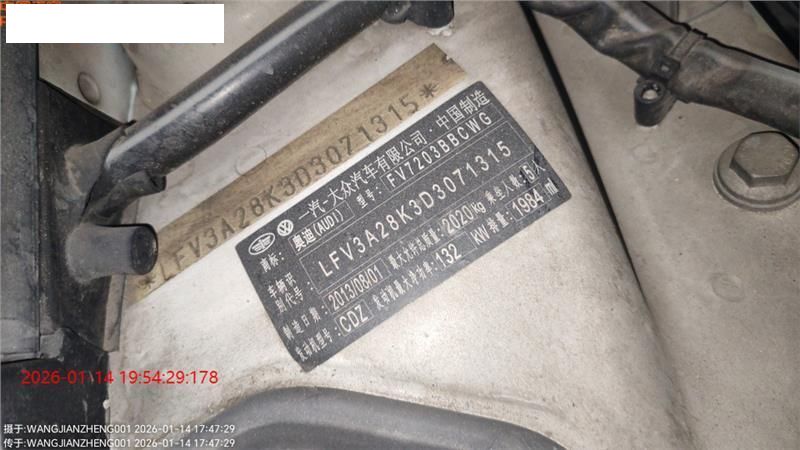 *LFV3A28K3D3071315*
一汽-大众汽车有限公司·中国制造
商标：奥迪(AUDI) 型号：FV7203BBCWG
车辆识别代号：LFV3A28K3D3071315
制造日期：2013/08/01 最大允许总质量：2020kg 乘坐人数：5人
发动机型号：CDZ 发动机最大净功率：132 KW 排量：1984 ml
2026-01-14 19:54:29:178
摄于:WANGJIANZHENG001 2026-01-14 17:47:29
传于:WANGJIANZHENG001 2026-01-14 17:47:29